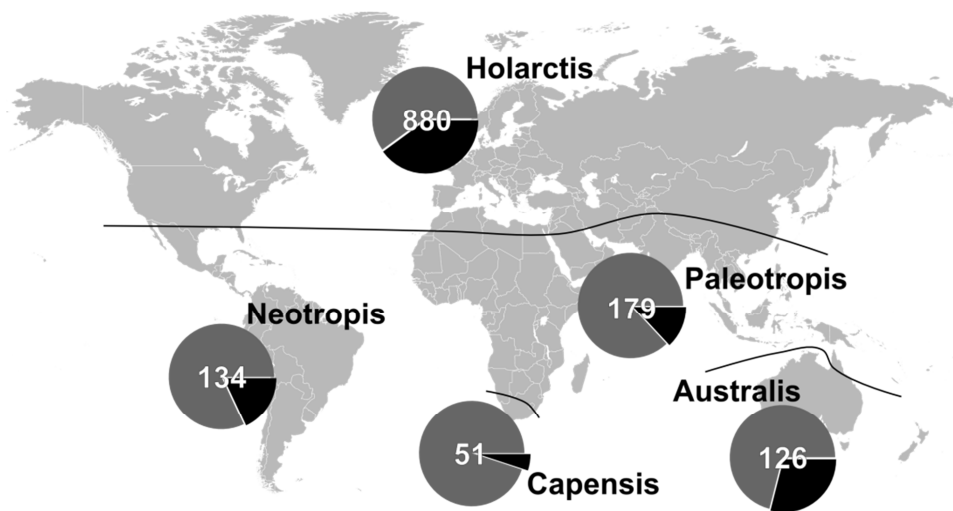 Holarctis
880
Paleotropis
179
Neotropis
134
Australis
126
51
Capensis